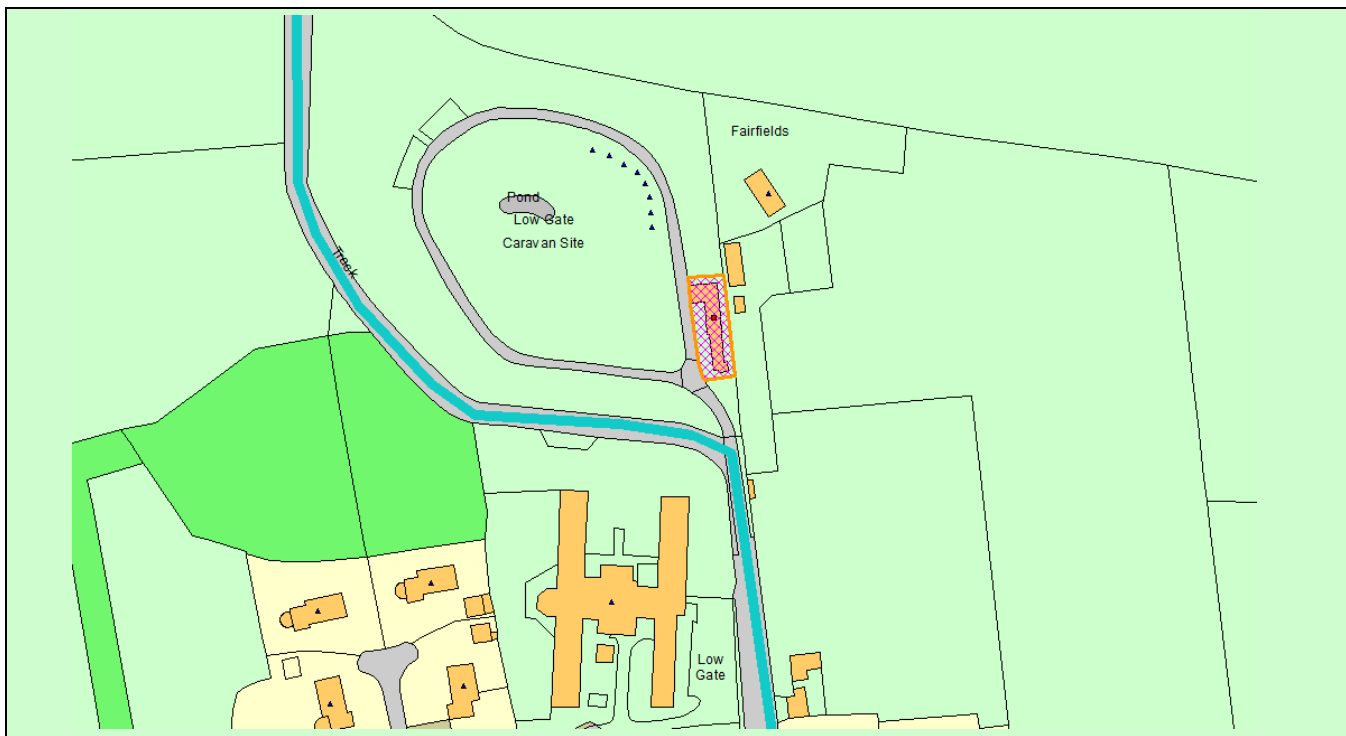 Fairfields
Pond
Low Gate
Caravan Site
Track
Low
Gate